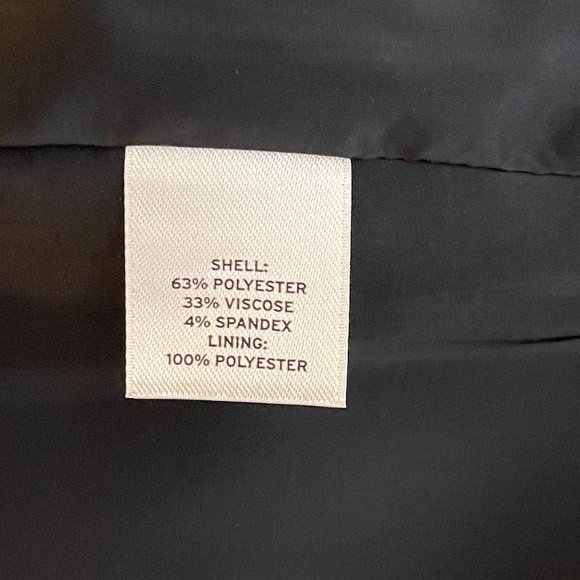 SHELL:
63% POLYESTER
33% VISCOSE
4% SPANDEX
LINING:
100% POLYESTER